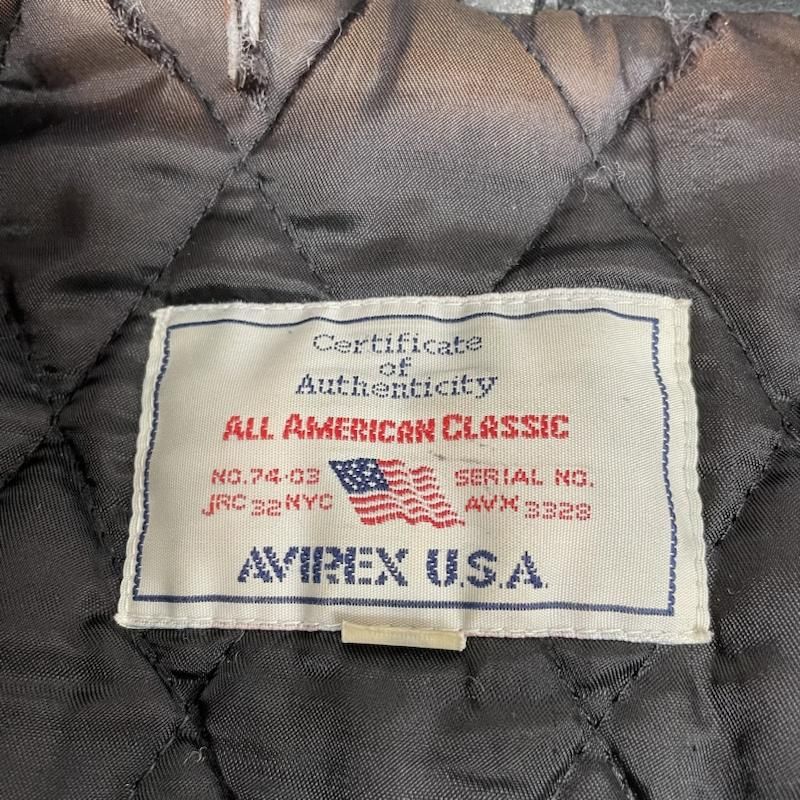 Certificate
of
Authenticity
ALL AMERICAN CLASSIC
NO.74-03 SERIAL NO.
JRC 32 NYC AVX 3328
AVIREX U.S.A.